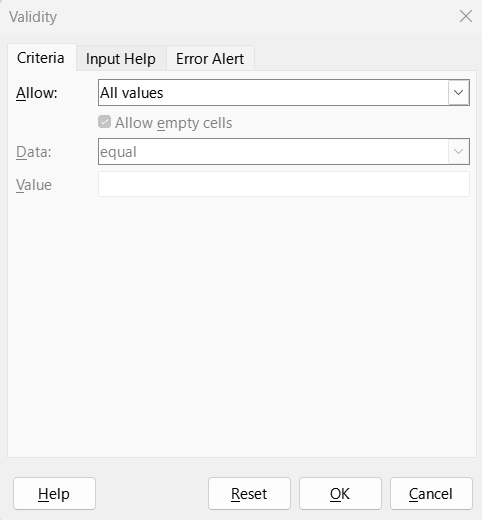 Validity
Criteria Input Help Error Alert
Allow: All values
Allow empty cells
Data: equal
Value
Help Reset OK Cancel